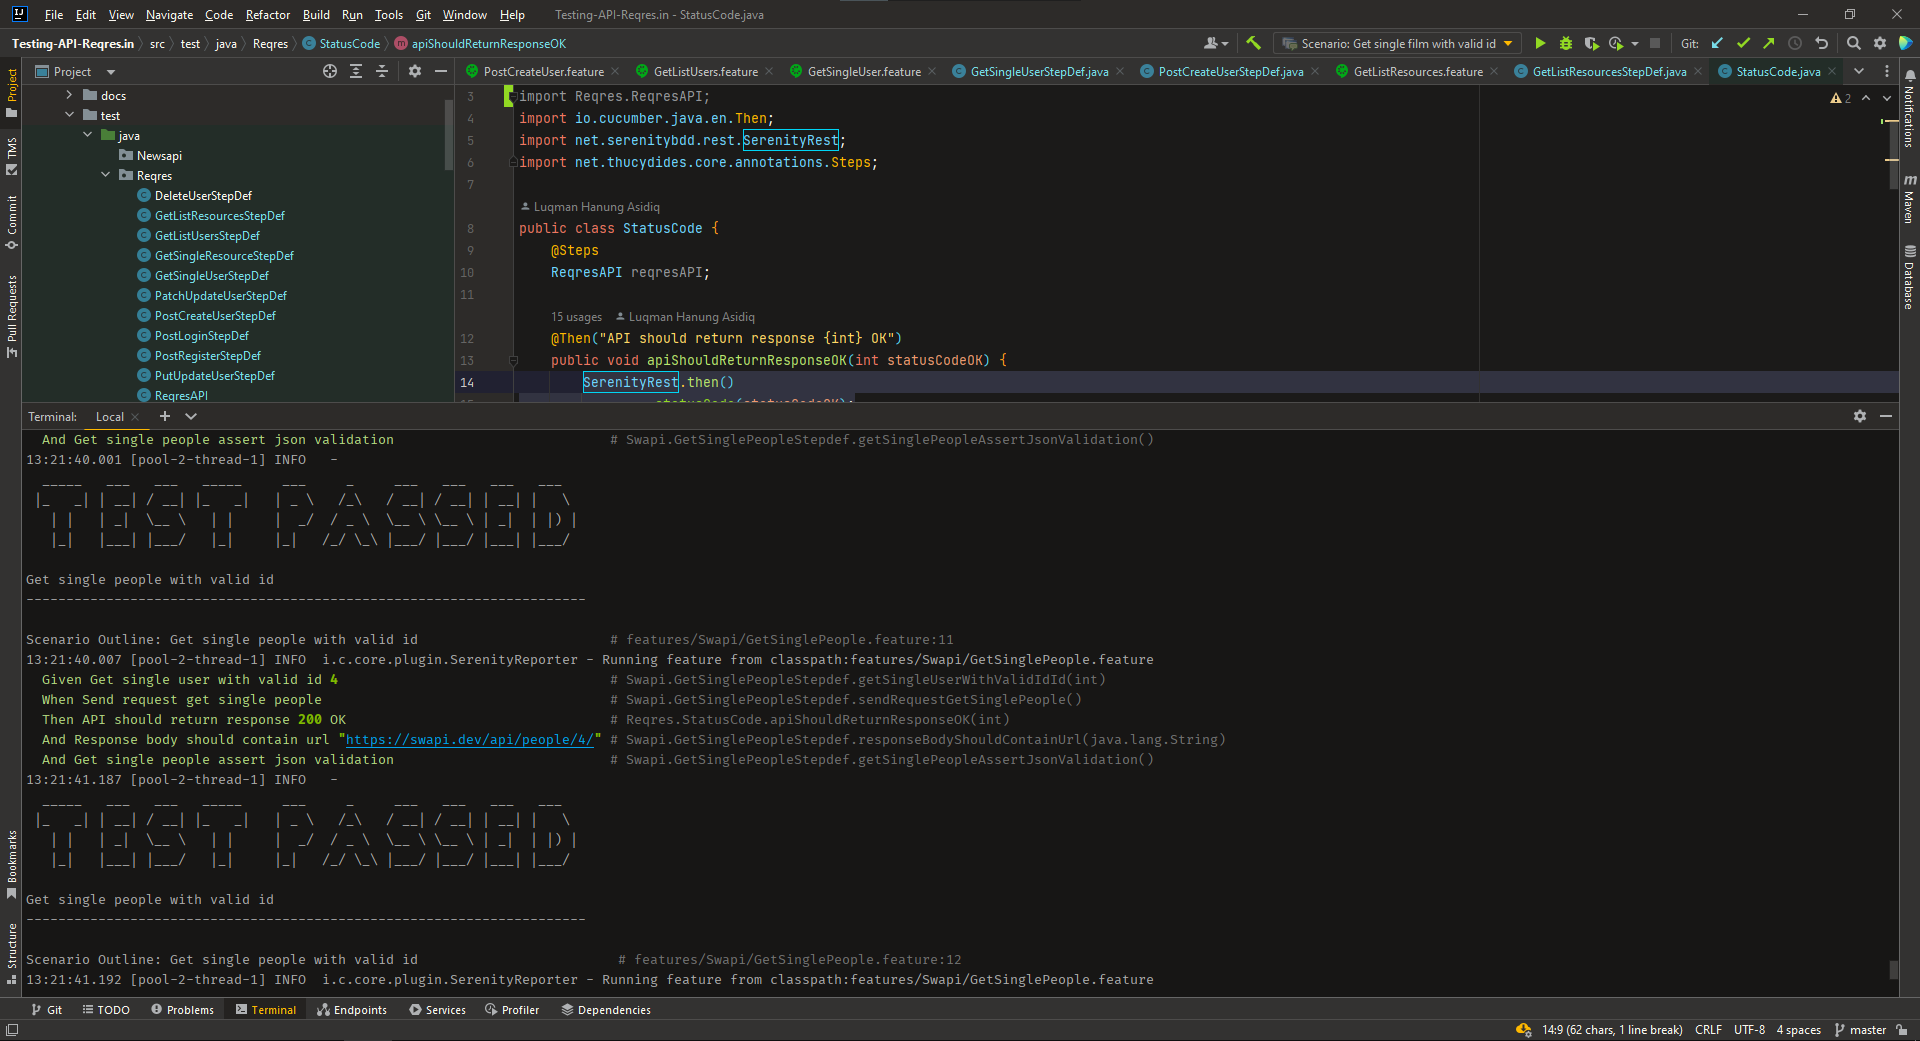 File Edit View Navigate Code Refactor Build Run Tools Git Window Help Testing-API-Reqres.in - StatusCode.java
Testing-API-Reqres.in src test java Reqres StatusCode apiShouldReturnResponseOK Scenario: Get single film with valid id Git:
Project
PostCreateUser.feature GetListUsers.feature GetSingleUser.feature GetSingleUserStepDef.java PostCreateUserStepDef.java GetListResources.feature GetListResourcesStepDef.java StatusCode.java
Project
TMS
Commit
Pull Requests
Bookmarks
Structure
docs
test
java
Newsapi
Reqres
DeleteUserStepDef
GetListResourcesStepDef
GetListUsersStepDef
GetSingleResourceStepDef
GetSingleUserStepDef
PatchUpdateUserStepDef
PostCreateUserStepDef
PostLoginStepDef
PostRegisterStepDef
PutUpdateUserStepDef
ReqresAPI
3 import Reqres.ReqresAPI;
4 import io.cucumber.java.en.Then;
5 import net.serenitybdd.rest.SerenityRest;
6 import net.thucydides.core.annotations.Steps;
7
Luqman Hanung Asidiq
8 public class StatusCode {
9 @Steps
10 ReqresAPI reqresAPI;
11
15 usages Luqman Hanung Asidiq
12 @Then("API should return response {int} OK")
13 public void apiShouldReturnResponseOK(int statusCodeOK) {
14 SerenityRest.then()
.statusCode(statusCodeOK);
2
Notifications
Maven
Database
Terminal: Local
And Get single people assert json validation # Swapi.GetSinglePeopleStepdef.getSinglePeopleAssertJsonValidation()
13:21:40.001 [pool-2-thread-1] INFO -
TEST PASSED
Get single people with valid id
----------------------------------------------------------------------
Scenario Outline: Get single people with valid id # features/Swapi/GetSinglePeople.feature:11
13:21:40.007 [pool-2-thread-1] INFO i.c.core.plugin.SerenityReporter - Running feature from classpath:features/Swapi/GetSinglePeople.feature
Given Get single user with valid id 4 # Swapi.GetSinglePeopleStepdef.getSingleUserWithValidIdId(int)
When Send request get single people # Swapi.GetSinglePeopleStepdef.sendRequestGetSinglePeople()
Then API should return response 200 OK # Reqres.StatusCode.apiShouldReturnResponseOK(int)
And Response body should contain url "https://swapi.dev/api/people/4/" # Swapi.GetSinglePeopleStepdef.responseBodyShouldContainUrl(java.lang.String)
And Get single people assert json validation # Swapi.GetSinglePeopleStepdef.getSinglePeopleAssertJsonValidation()
13:21:41.187 [pool-2-thread-1] INFO -
TEST PASSED
Get single people with valid id
----------------------------------------------------------------------
Scenario Outline: Get single people with valid id # features/Swapi/GetSinglePeople.feature:12
13:21:41.192 [pool-2-thread-1] INFO i.c.core.plugin.SerenityReporter - Running feature from classpath:features/Swapi/GetSinglePeople.feature
Git TODO Problems Terminal Endpoints Services Profiler Dependencies
14:9 (62 chars, 1 line break) CRLF UTF-8 4 spaces master